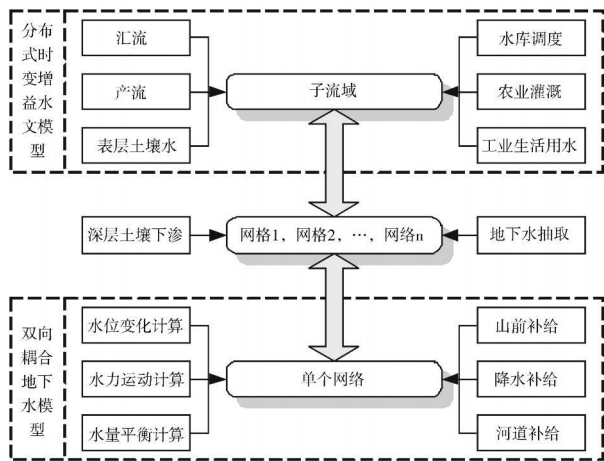 分布式时变增益水文模型
汇流
产流
表层土壤水
子流域
水库调度
农业灌溉
工业生活用水
深层土壤下渗
网格1，网格2，…，网络n
地下水抽取
双向耦合地下水模型
水位变化计算
水力运动计算
水量平衡计算
单个网络
山前补给
降水补给
河道补给